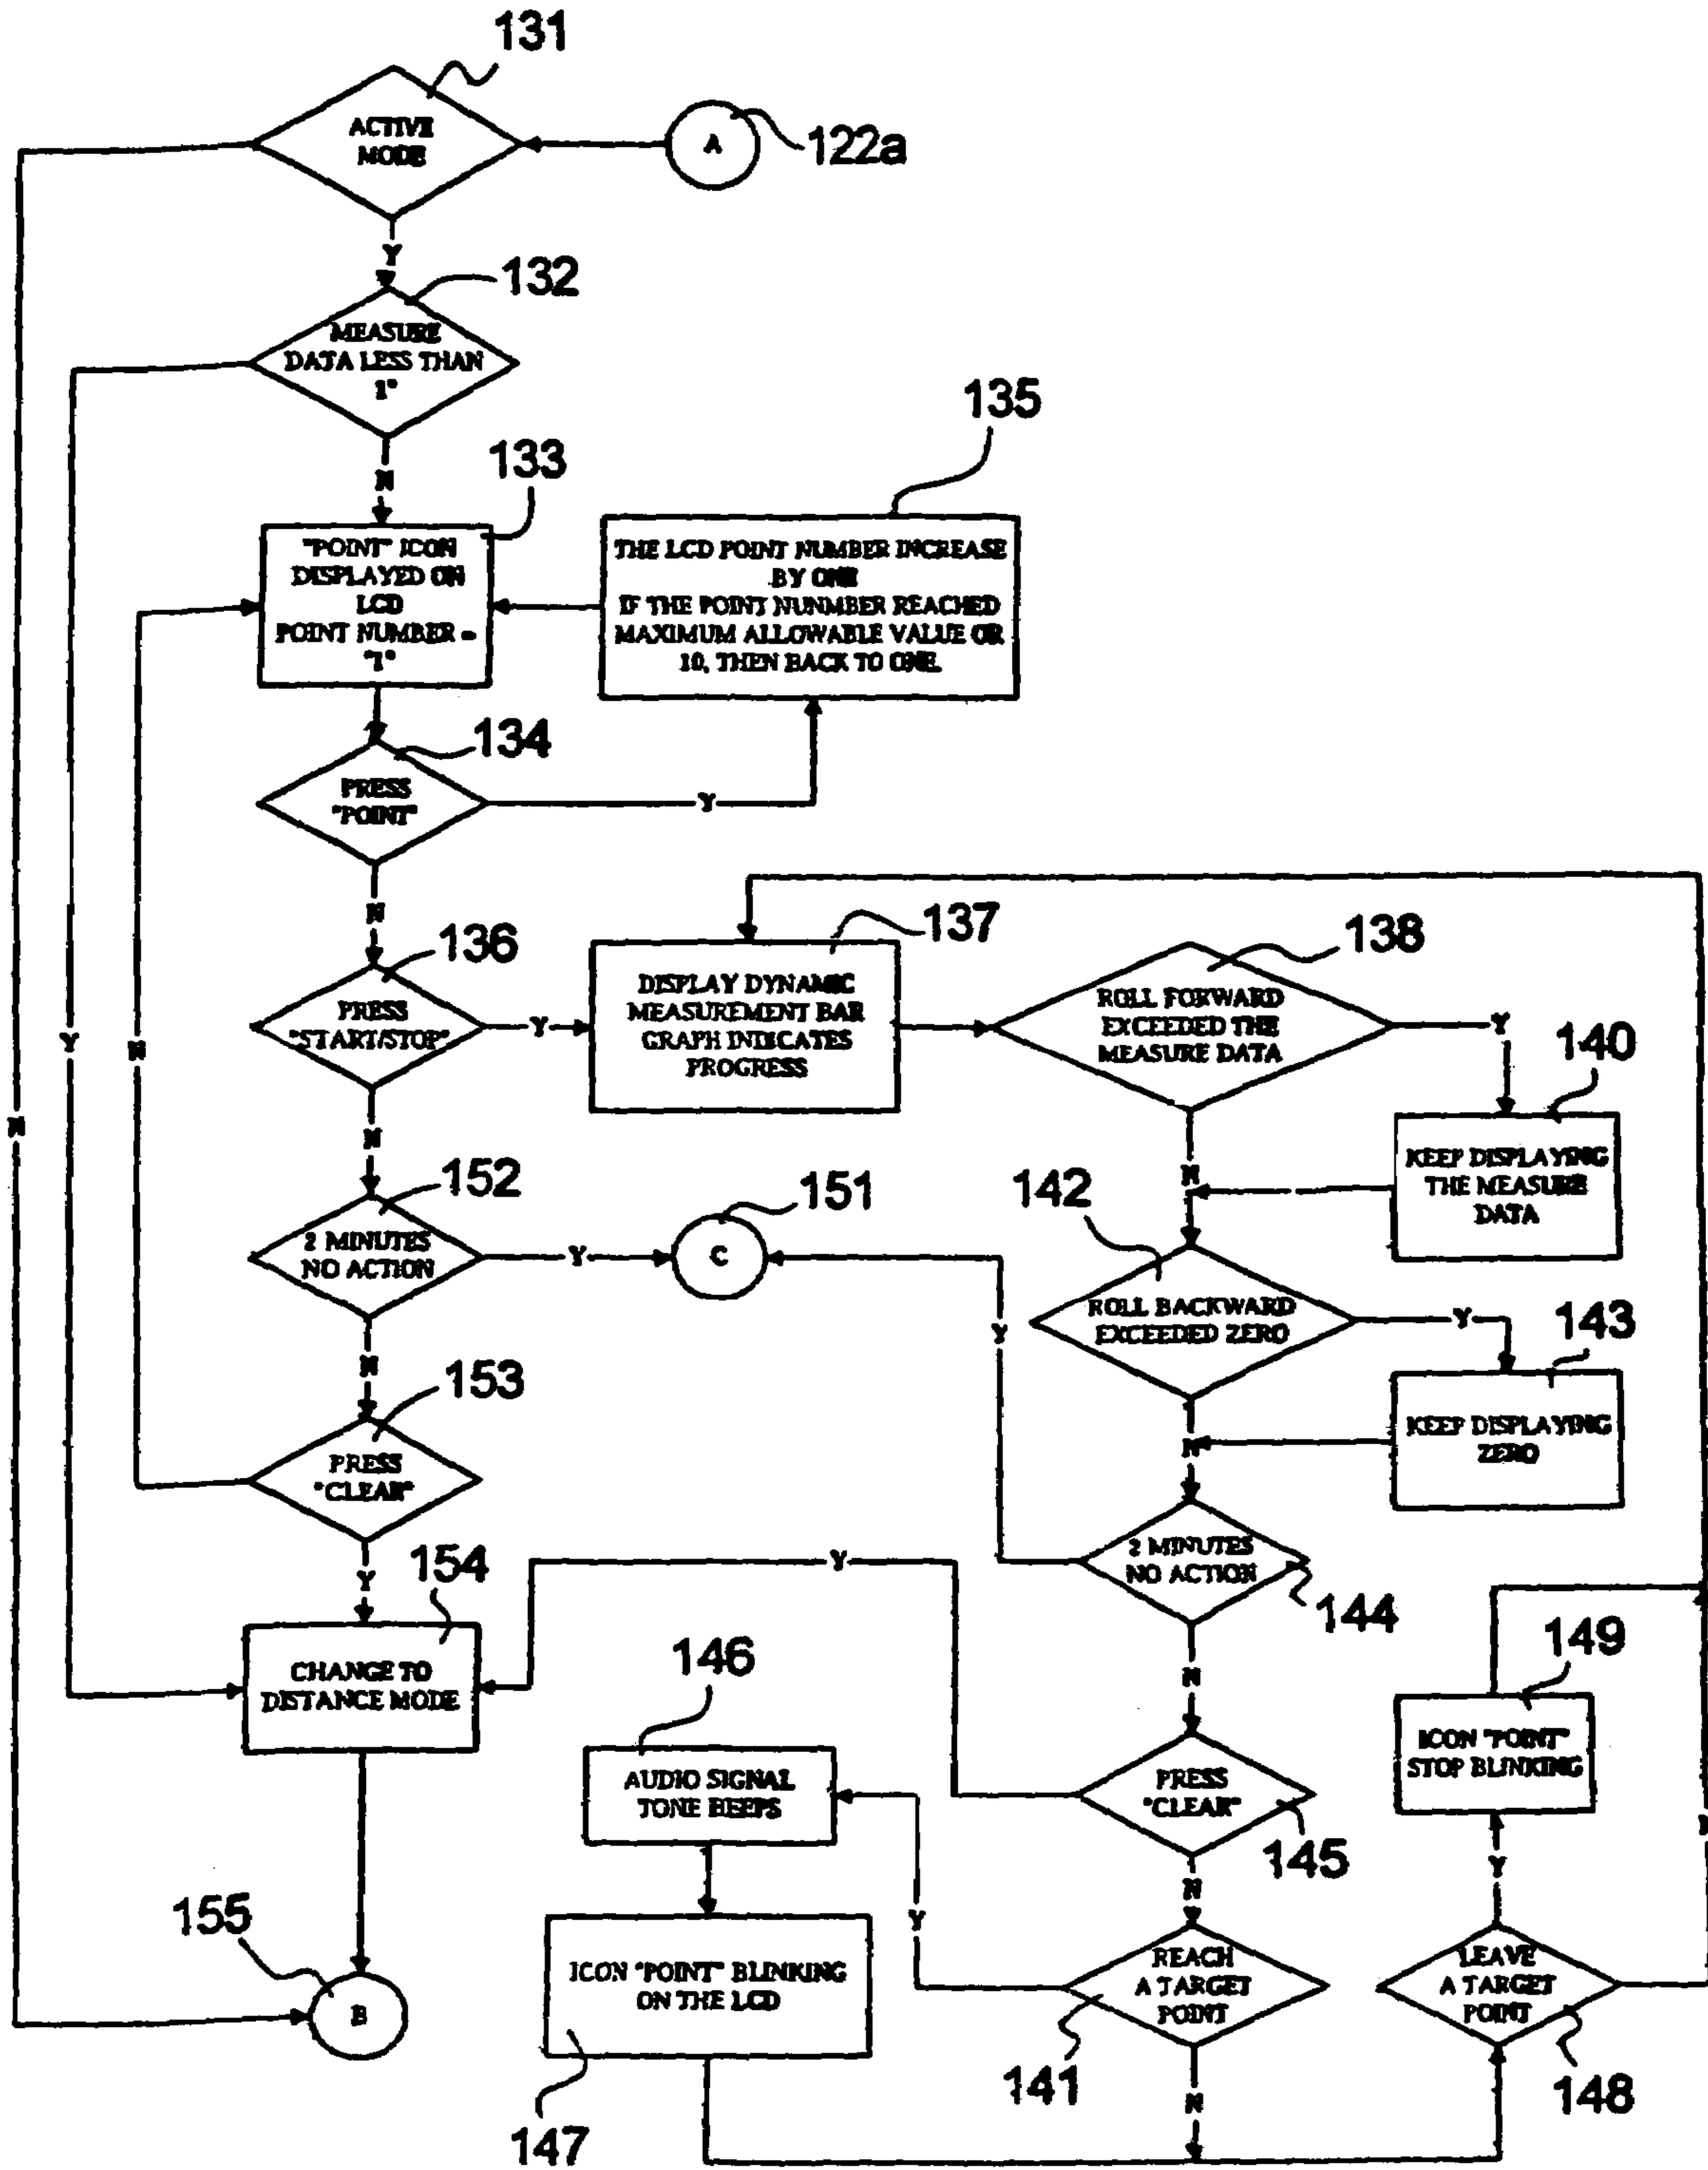 131
ACTIVE
MODE
A
122a
Y
132
MEASURE
DATA LESS THAN
1"
N
133
"POINT" ICON
DISPLAYED ON
LCD
POINT NUMBER =
"1"
135
THE LCD POINT NUMBER INCREASE
BY ONE
IF THE POINT NUNMBER REACHED
MAXIMUM ALLOWABLE VALUE OR
10, THEN BACK TO ONE.
134
PRESS
"POINT"
Y
N
136
PRESS
"START/STOP"
Y
137
DISPLAY DYNAMIC
MEASUREMENT BAR
GRAPH INDICATES
PROGRESS
138
ROLL FORWARD
EXCEEDED THE
MEASURE DATA
Y
140
KEEP DISPLAYING
THE MEASURE
DATA
Y
N
N
N
N
152
2 MINUTES
NO ACTION
Y
151
C
142
ROLL BACKWARD
EXCEEDED ZERO
Y
143
KEEP DISPLAYING
ZERO
Y
N
N
153
PRESS
"CLEAR"
Y
2 MINUTES
NO ACTION
144
Y
N
154
CHANGE TO
DISTANCE MODE
146
AUDIO SIGNAL
TONE BEEPS
PRESS
"CLEAR"
145
149
ICON "POINT"
STOP BLINKING
N
Y
Y
155
B
ICON "POINT" BLINKING
ON THE LCD
147
REACH
A TARGET
POINT
141
N
LEAVE
A TARGET
POINT
148